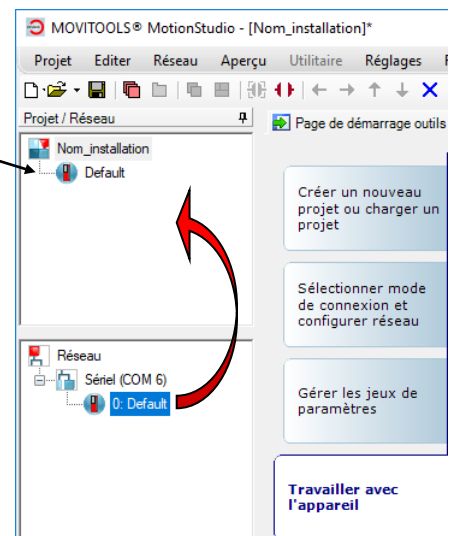 MOVITOOLS® MotionStudio - [Nom_installation]*
Projet Editer Réseau Aperçu Utilitaire Réglages
Projet / Réseau
Page de démarrage outils
Nom_installation
Default
Créer un nouveau
projet ou charger un
projet
Sélectionner mode
de connexion et
configurer réseau
Réseau
Sériel (COM 6)
0: Default
Gérer les jeux de
paramètres
Travailler avec
l'appareil